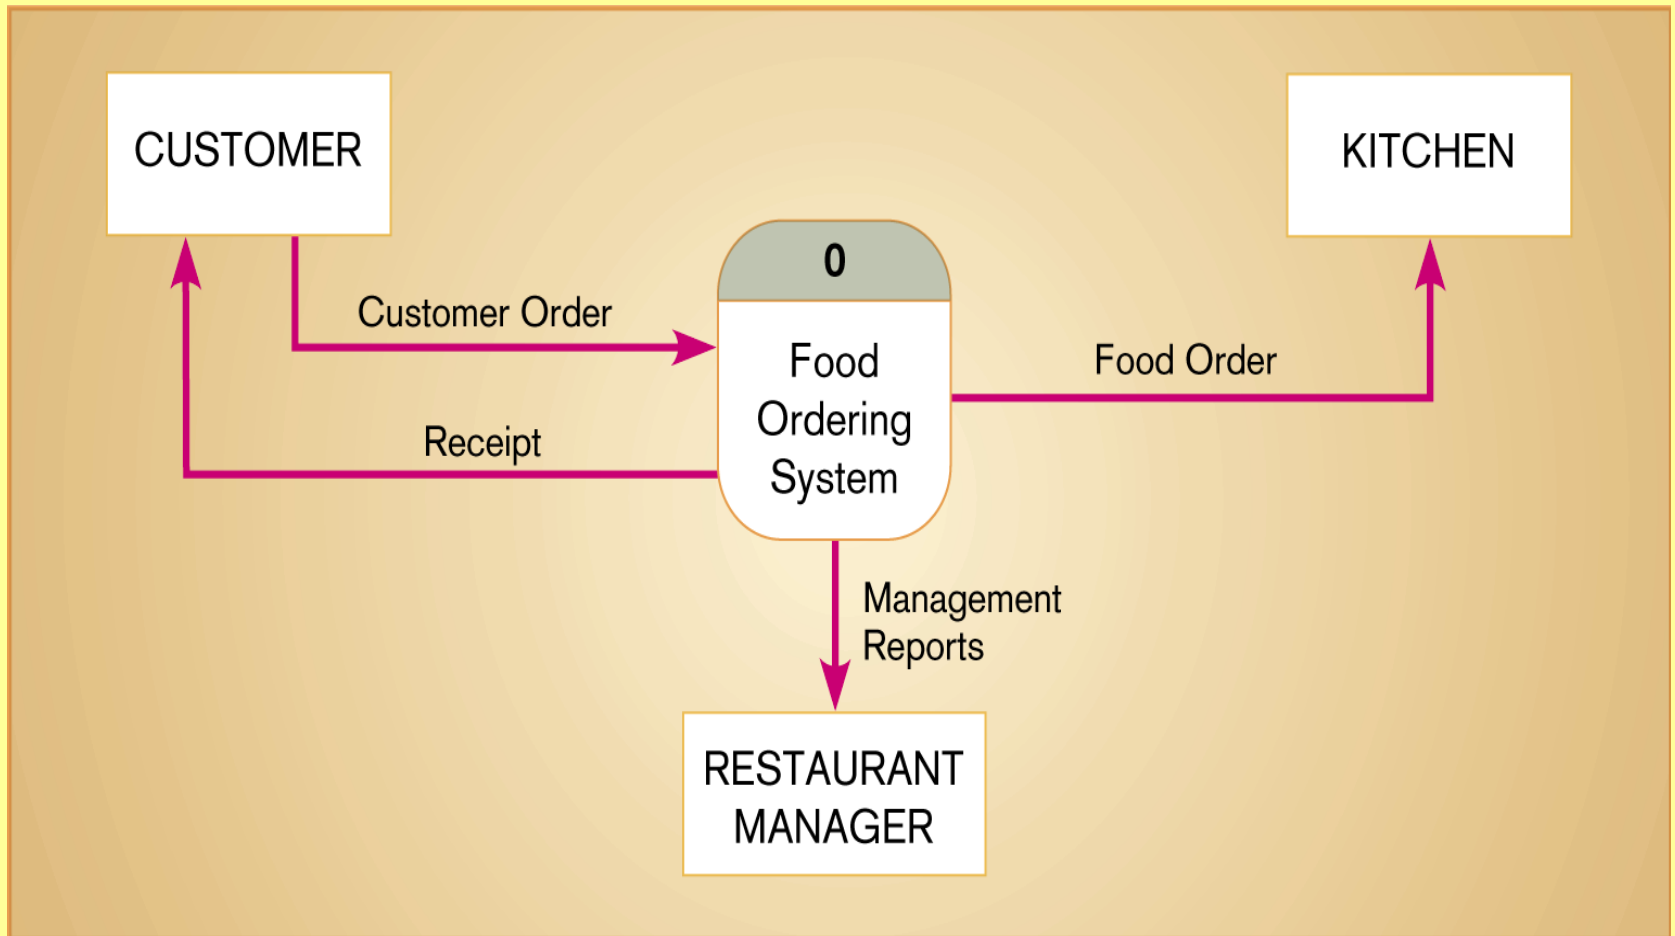 CUSTOMER
KITCHEN
0
Customer Order
Food
Ordering
System
Food Order
Receipt
Management
Reports
RESTAURANT
MANAGER